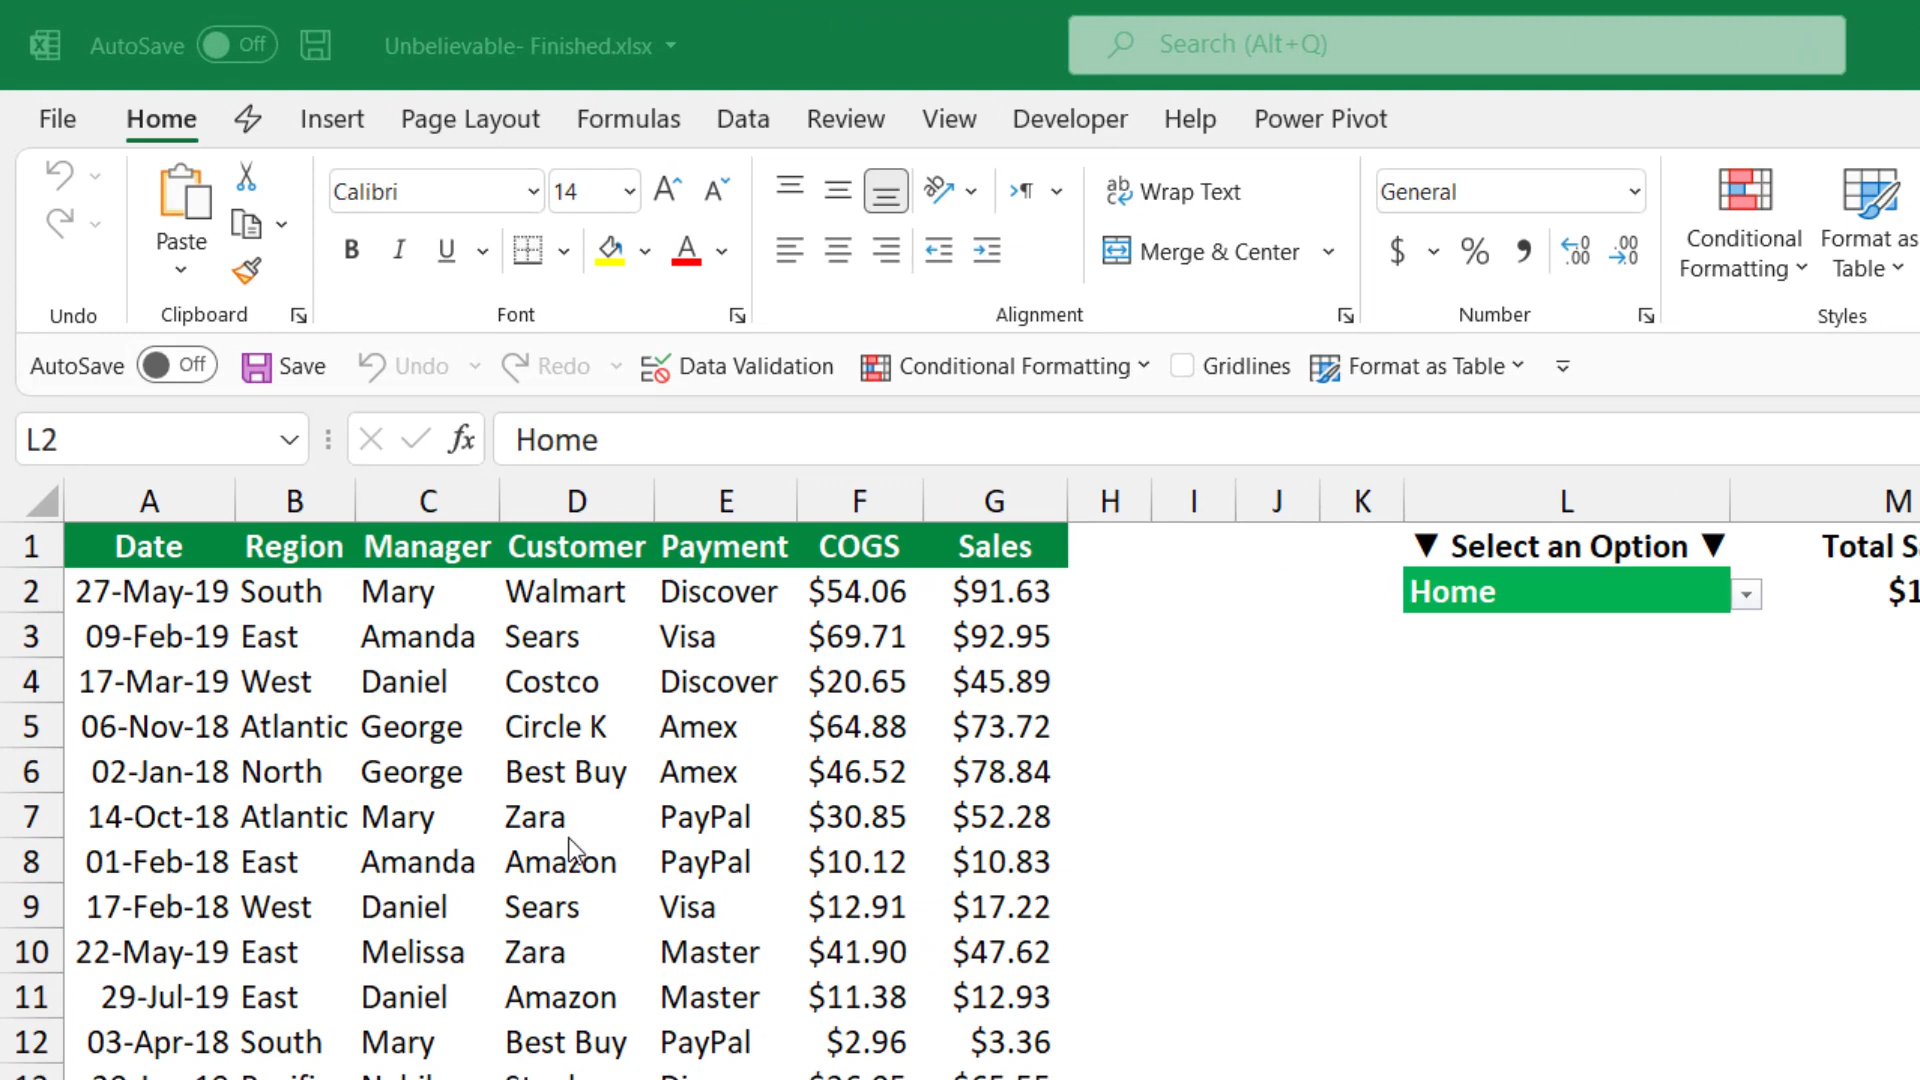 AutoSave Off Unbelievable- Finished.xlsx Search (Alt+Q)
File Home Insert Page Layout Formulas Data Review View Developer Help Power Pivot
Calibri 14 ab Wrap Text General
Paste B I U A Merge & Center $ % , Conditional Formatting Format as Table
Undo Clipboard Font Alignment Number Styles
AutoSave Off Save Undo Redo Data Validation Conditional Formatting Gridlines Format as Table
L2 fx Home
A B C D E F G H I J K L M
1 Date Region Manager Customer Payment COGS Sales ▼ Select an Option ▼ Total
2 27-May-19 South Mary Walmart Discover $54.06 $91.63 Home
3 09-Feb-19 East Amanda Sears Visa $69.71 $92.95
4 17-Mar-19 West Daniel Costco Discover $20.65 $45.89
5 06-Nov-18 Atlantic George Circle K Amex $64.88 $73.72
6 02-Jan-18 North George Best Buy Amex $46.52 $78.84
7 14-Oct-18 Atlantic Mary Zara PayPal $30.85 $52.28
8 01-Feb-18 East Amanda Amazon PayPal $10.12 $10.83
9 17-Feb-18 West Daniel Sears Visa $12.91 $17.22
10 22-May-19 East Melissa Zara Master $41.90 $47.62
11 29-Jul-19 East Daniel Amazon Master $11.38 $12.93
12 03-Apr-18 South Mary Best Buy PayPal $2.96 $3.36